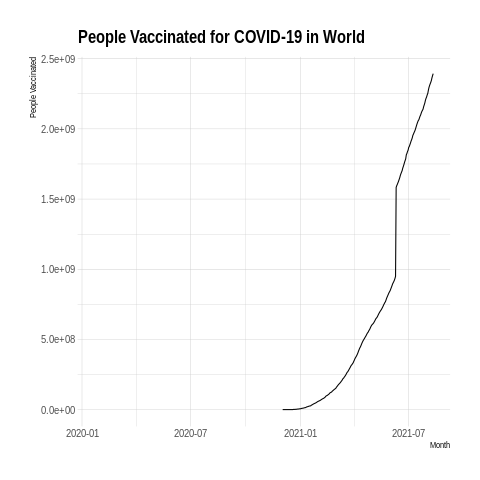 People Vaccinated for COVID-19 in World
People Vaccinated
2.5e+09
2.0e+09
1.5e+09
1.0e+09
5.0e+08
0.0e+00
2020-01 2020-07 2021-01 2021-07
Month